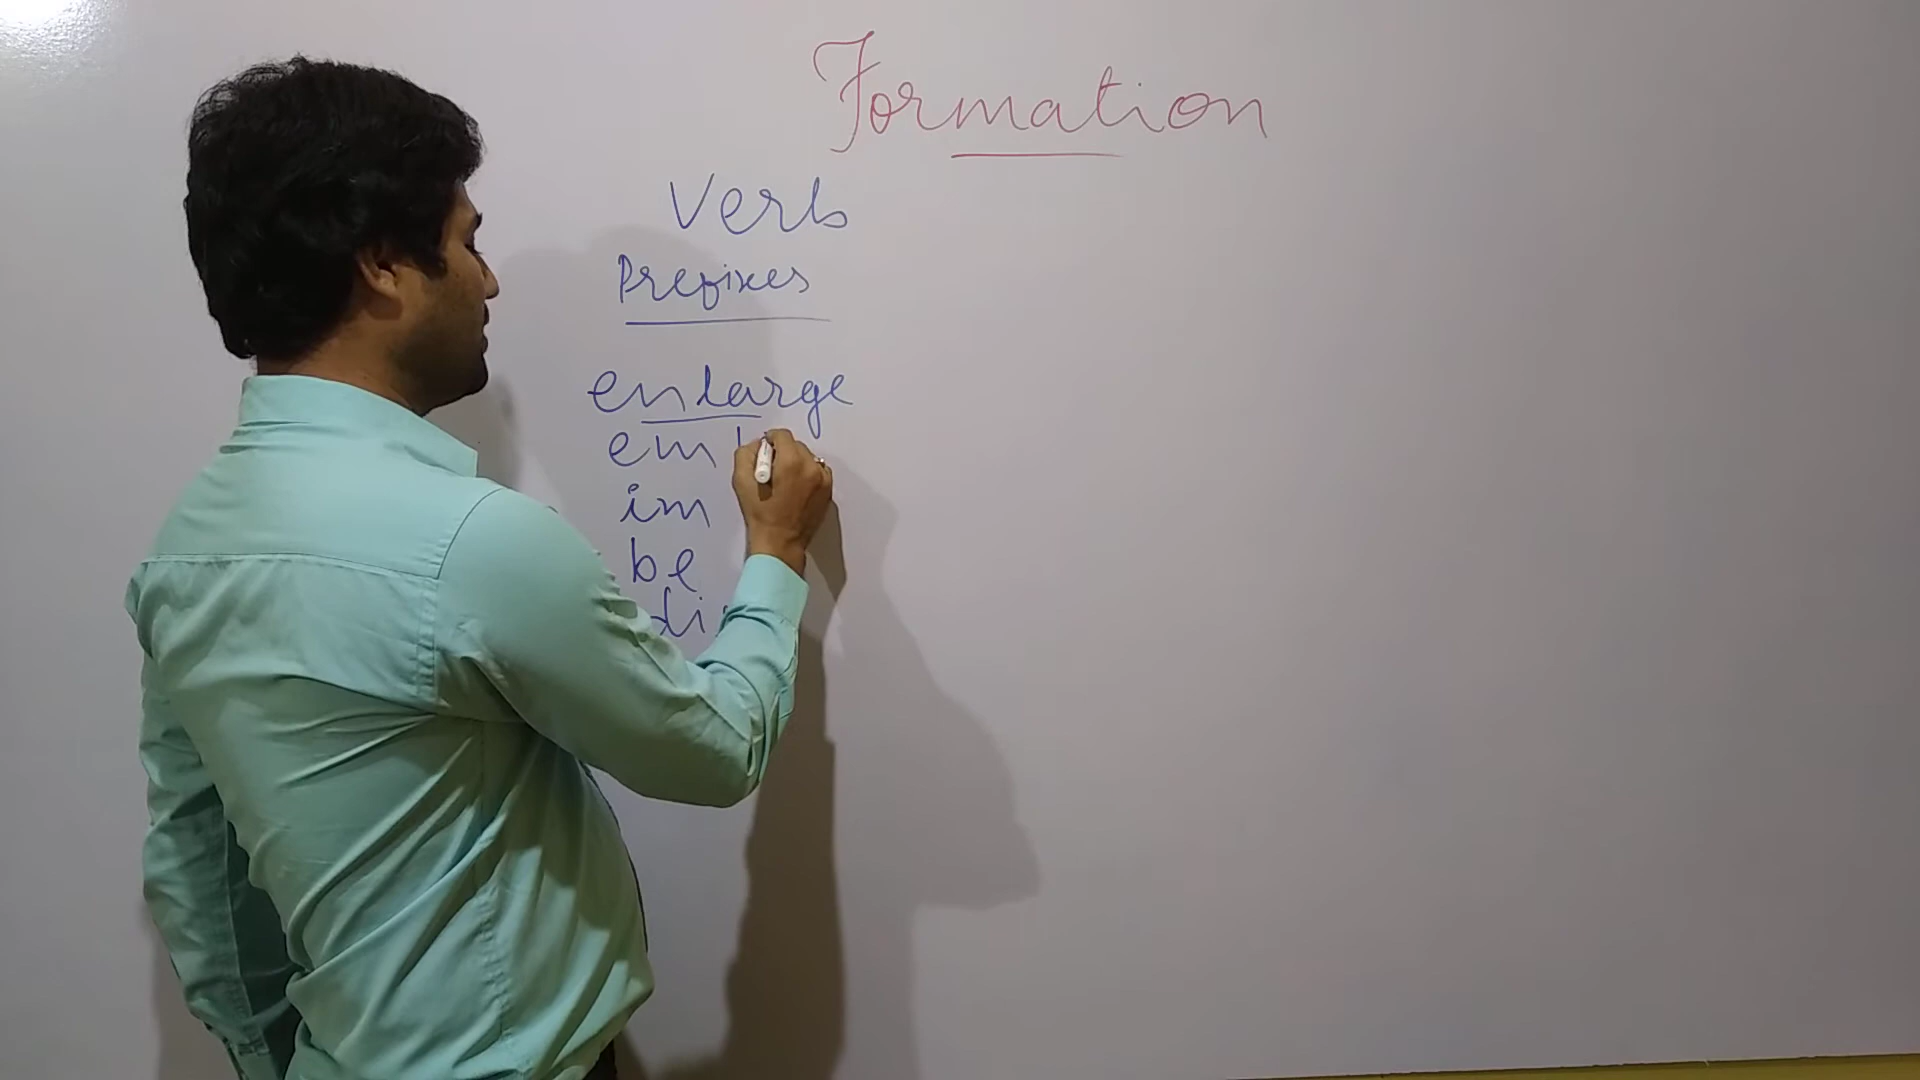 Formation
Verb
Prefixes
enlarge
em
im
be